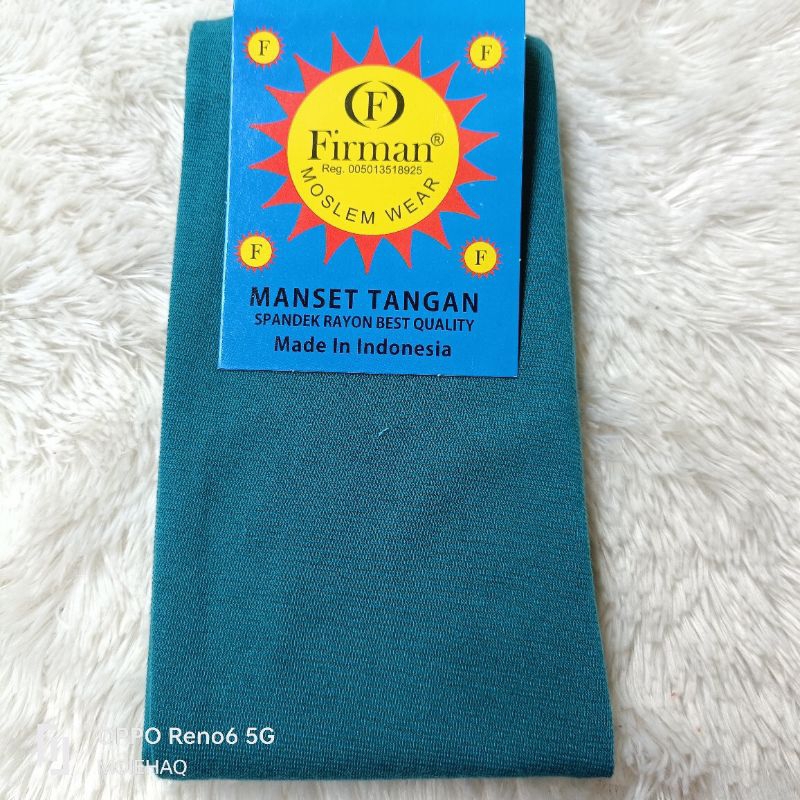 F
F
F
Firman®
Reg. 005013518925
MOSLEM WEAR
F
F
MANSET TANGAN
SPANDEK RAYON BEST QUALITY
Made In Indonesia
OPPO Reno6 5G